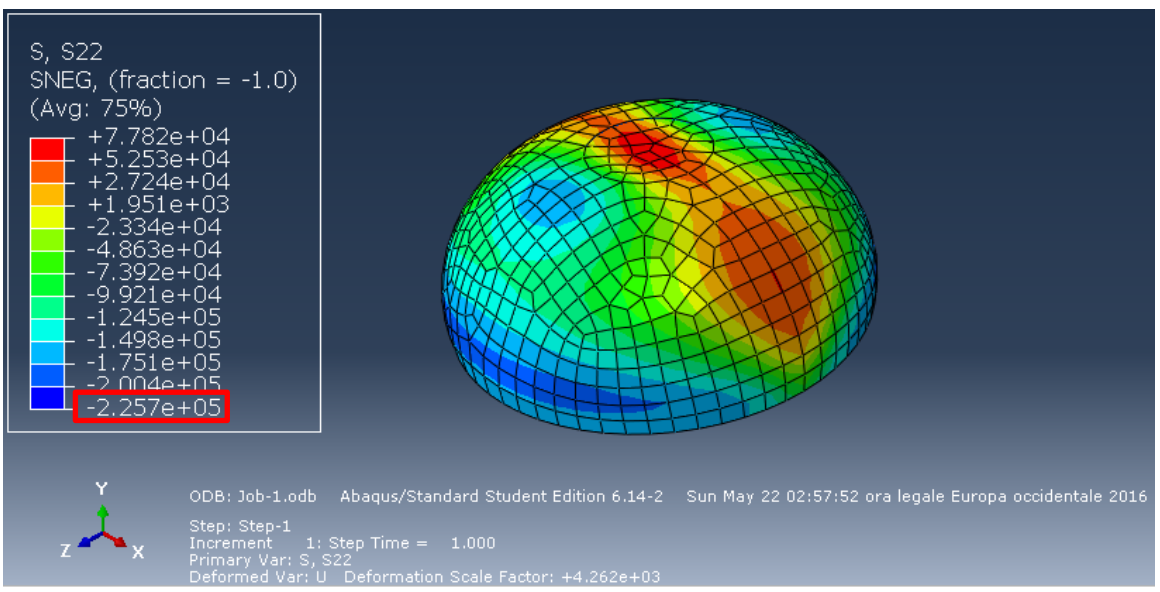 S, S22
SNEG, (fraction = -1.0)
(Avg: 75%)
+7.782e+04
+5.253e+04
+2.724e+04
+1.951e+03
-2.334e+04
-4.863e+04
-7.392e+04
-9.921e+04
-1.245e+05
-1.498e+05
-1.751e+05
-2.004e+05
-2.257e+05
Y
Z X
ODB: Job-1.odb Abaqus/Standard Student Edition 6.14-2 Sun May 22 02:57:52 ora legale Europa occidentale 2016
Step: Step-1
Increment 1: Step Time = 1.000
Primary Var: S, S22
Deformed Var: U Deformation Scale Factor: +4.262e+03